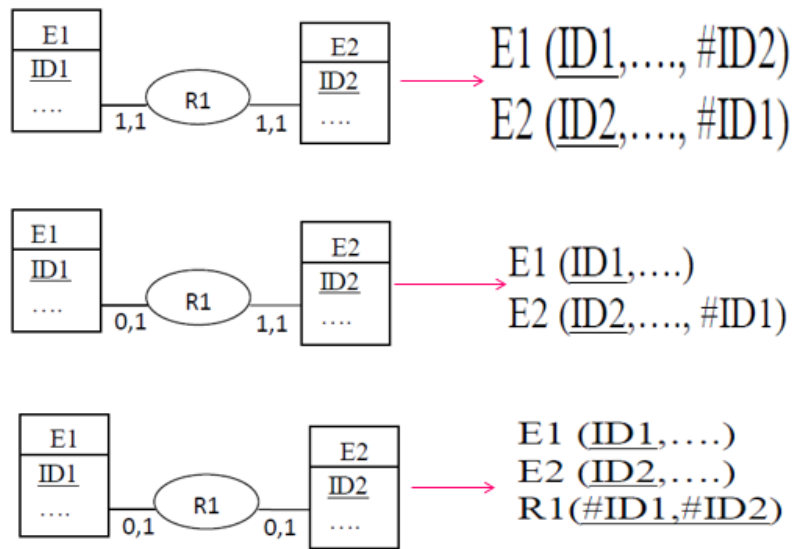 E1
ID1
....
1,1
R1
1,1
E2
ID2
....
E1 (ID1,...., #ID2)
E2 (ID2,...., #ID1)
E1
ID1
....
0,1
R1
1,1
E2
ID2
....
E1 (ID1,....)
E2 (ID2,...., #ID1)
E1
ID1
....
0,1
R1
0,1
E2
ID2
....
E1 (ID1,....)
E2 (ID2,....)
R1(#ID1,#ID2)